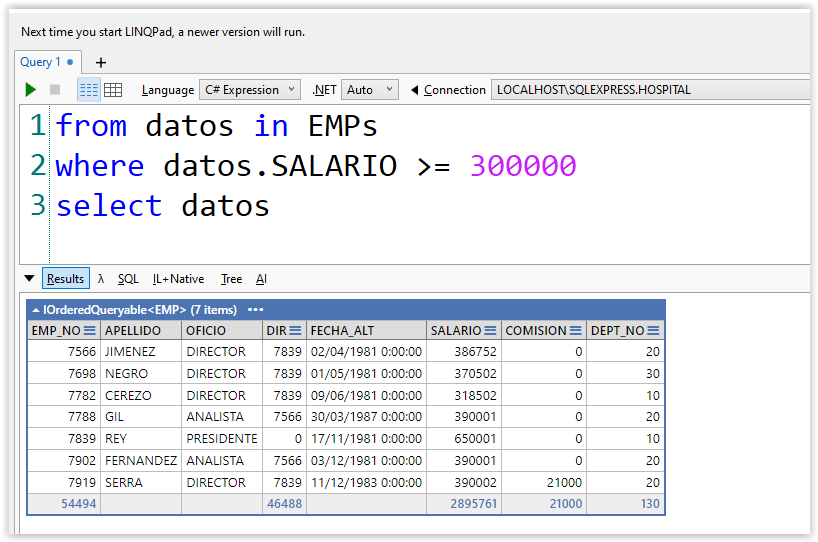 Next time you start LINQPad, a newer version will run.
Query 1 +
Language C# Expression .NET Auto Connection LOCALHOST\SQLEXPRESS.HOSPITAL
1 from datos in EMPs
2 where datos.SALARIO >= 300000
3 select datos
Results λ SQL IL+Native Tree AI
IOrderedQueryable<EMP> (7 items) •••
EMP_NO APELLIDO OFICIO DIR FECHA_ALT SALARIO COMISION DEPT_NO
7566 JIMENEZ DIRECTOR 7839 02/04/1981 0:00:00 386752 0 20
7698 NEGRO DIRECTOR 7839 01/05/1981 0:00:00 370502 0 30
7782 CEREZO DIRECTOR 7839 09/06/1981 0:00:00 318502 0 10
7788 GIL ANALISTA 7566 30/03/1987 0:00:00 390001 0 20
7839 REY PRESIDENTE 0 17/11/1981 0:00:00 650001 0 10
7902 FERNANDEZ ANALISTA 7566 03/12/1981 0:00:00 390001 0 20
7919 SERRA DIRECTOR 7839 11/12/1983 0:00:00 390002 21000 20
54494 46488 2895761 21000 130